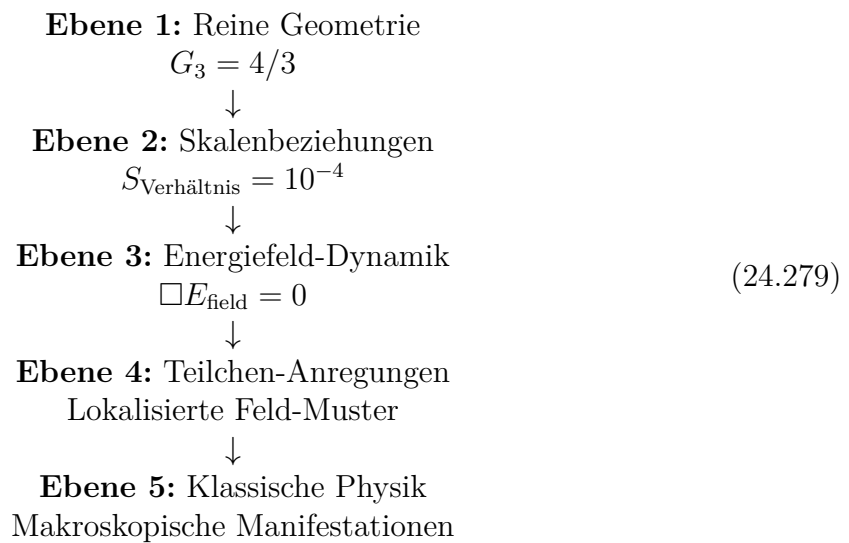 Ebene 1: Reine Geometrie
G₃ = 4/3
↓
Ebene 2: Skalenbeziehungen
S_Verhältnis = 10⁻⁴
↓
Ebene 3: Energiefeld-Dynamik
□E_field = 0
(24.279)
↓
Ebene 4: Teilchen-Anregungen
Lokalisierte Feld-Muster
↓
Ebene 5: Klassische Physik
Makroskopische Manifestationen